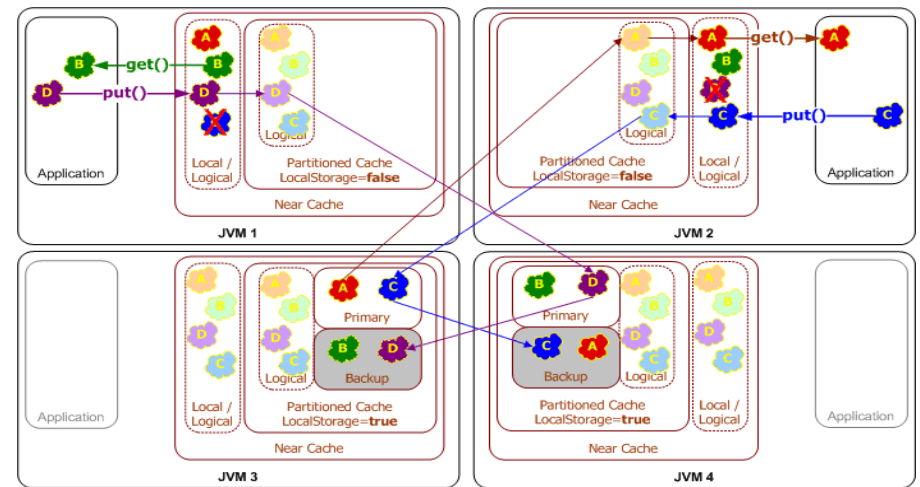 A
A
B
get()
B
B
D
put()
D
D
C
C
Logical
Application
Local /
Logical
Partitioned Cache
LocalStorage=false
Near Cache
JVM 1
A
A
get()
A
B
B
D
D
C
C
put()
C
Logical
Partitioned Cache
LocalStorage=false
Local /
Logical
Application
Near Cache
JVM 2
A
A
A
C
B
B
Primary
D
D
B
D
C
C
Logical
Backup
Application
Local /
Logical
Partitioned Cache
LocalStorage=true
Near Cache
JVM 3
B
D
A
A
Primary
B
B
C
A
D
D
C
C
Backup
Logical
Partitioned Cache
LocalStorage=true
Local /
Logical
Application
Near Cache
JVM 4